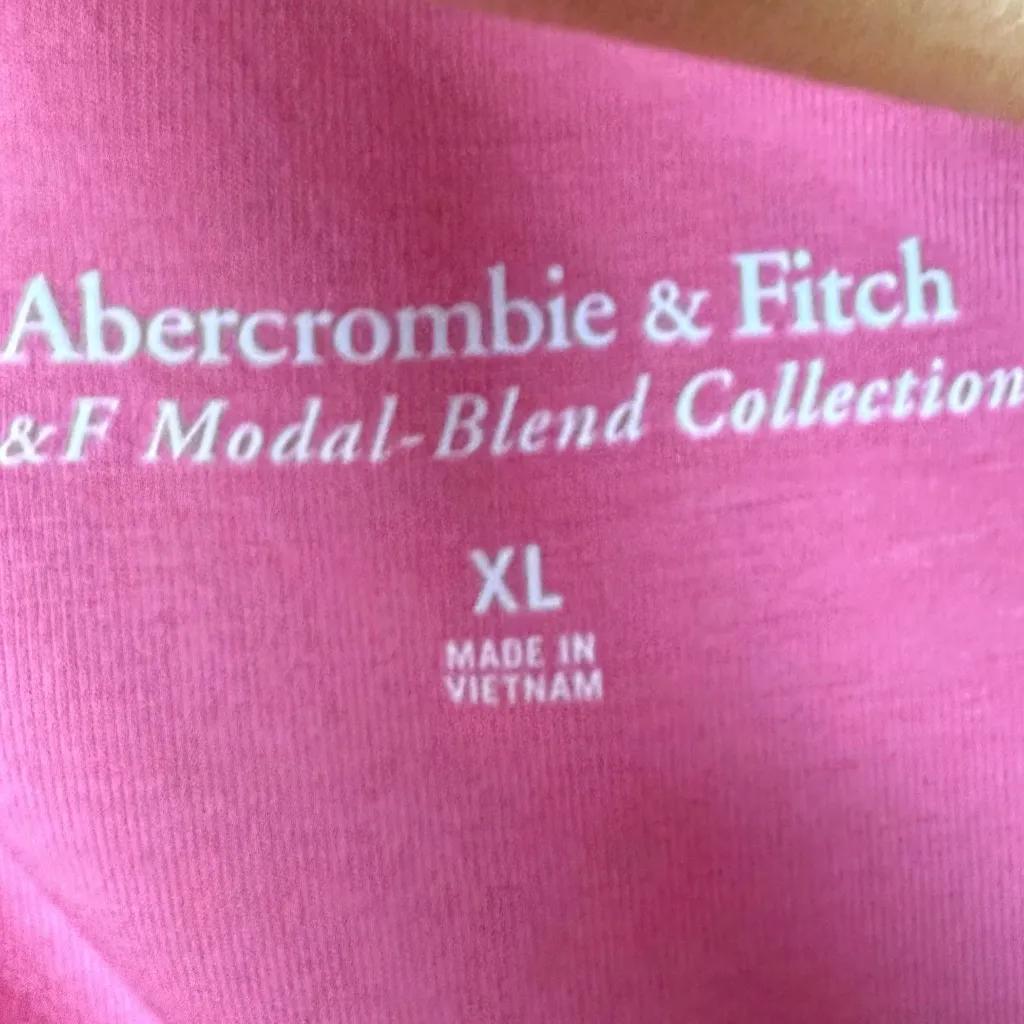 Abercrombie & Fitch
&F Modal-Blend Collection
XL
MADE IN
VIETNAM